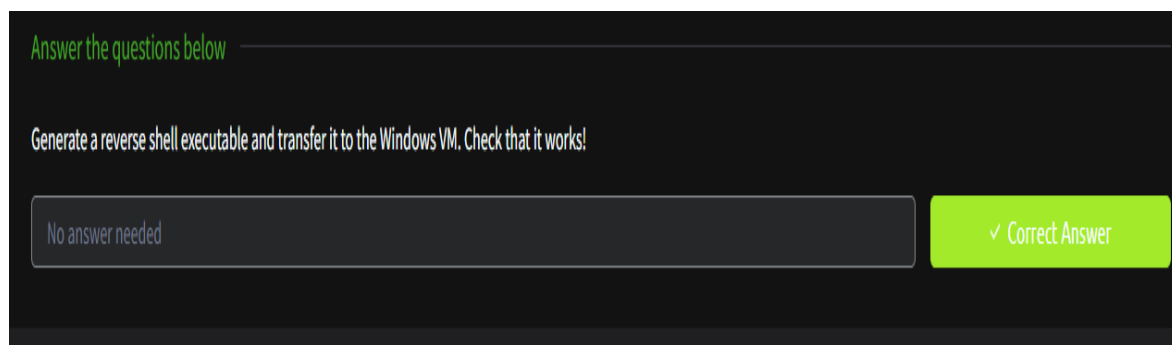 Answer the questions below
Generate a reverse shell executable and transfer it to the Windows VM. Check that it works!
No answer needed
✓ Correct Answer